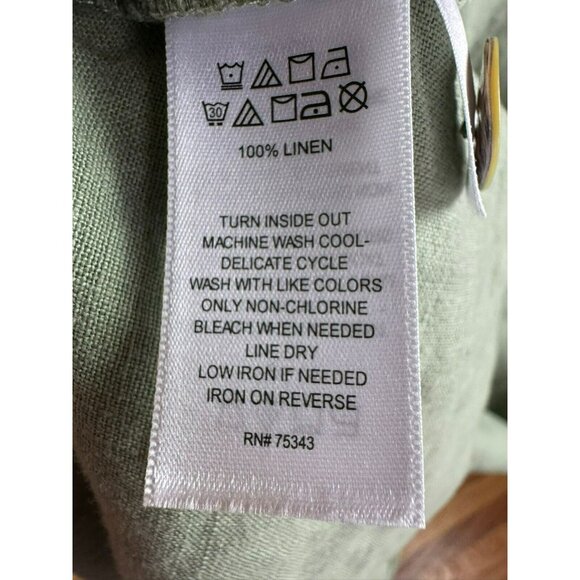 30
100% LINEN
TURN INSIDE OUT
MACHINE WASH COOL-
DELICATE CYCLE
WASH WITH LIKE COLORS
ONLY NON-CHLORINE
BLEACH WHEN NEEDED
LINE DRY
LOW IRON IF NEEDED
IRON ON REVERSE
RN# 75343